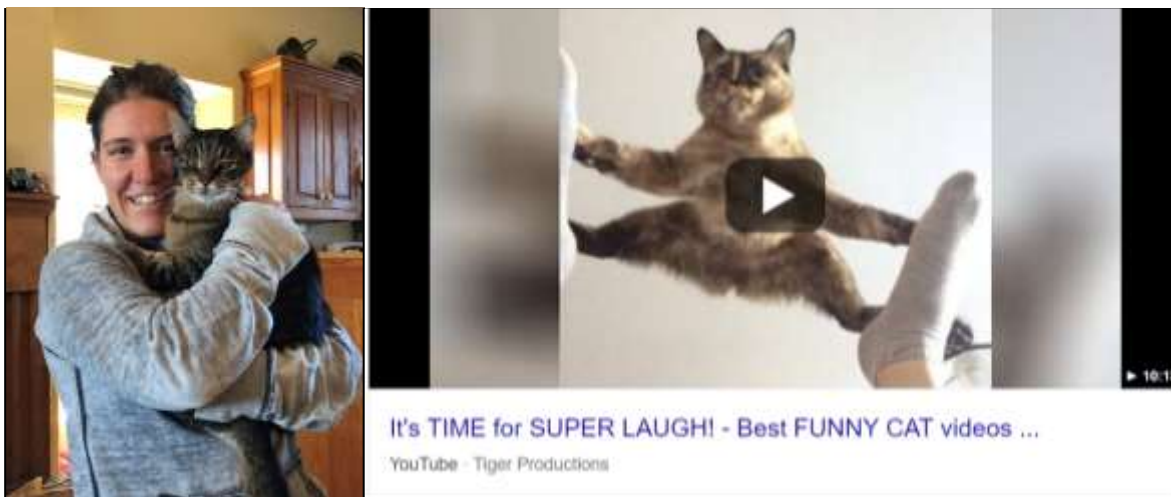 It's TIME for SUPER LAUGH! - Best FUNNY CAT videos ...
YouTube · Tiger Productions